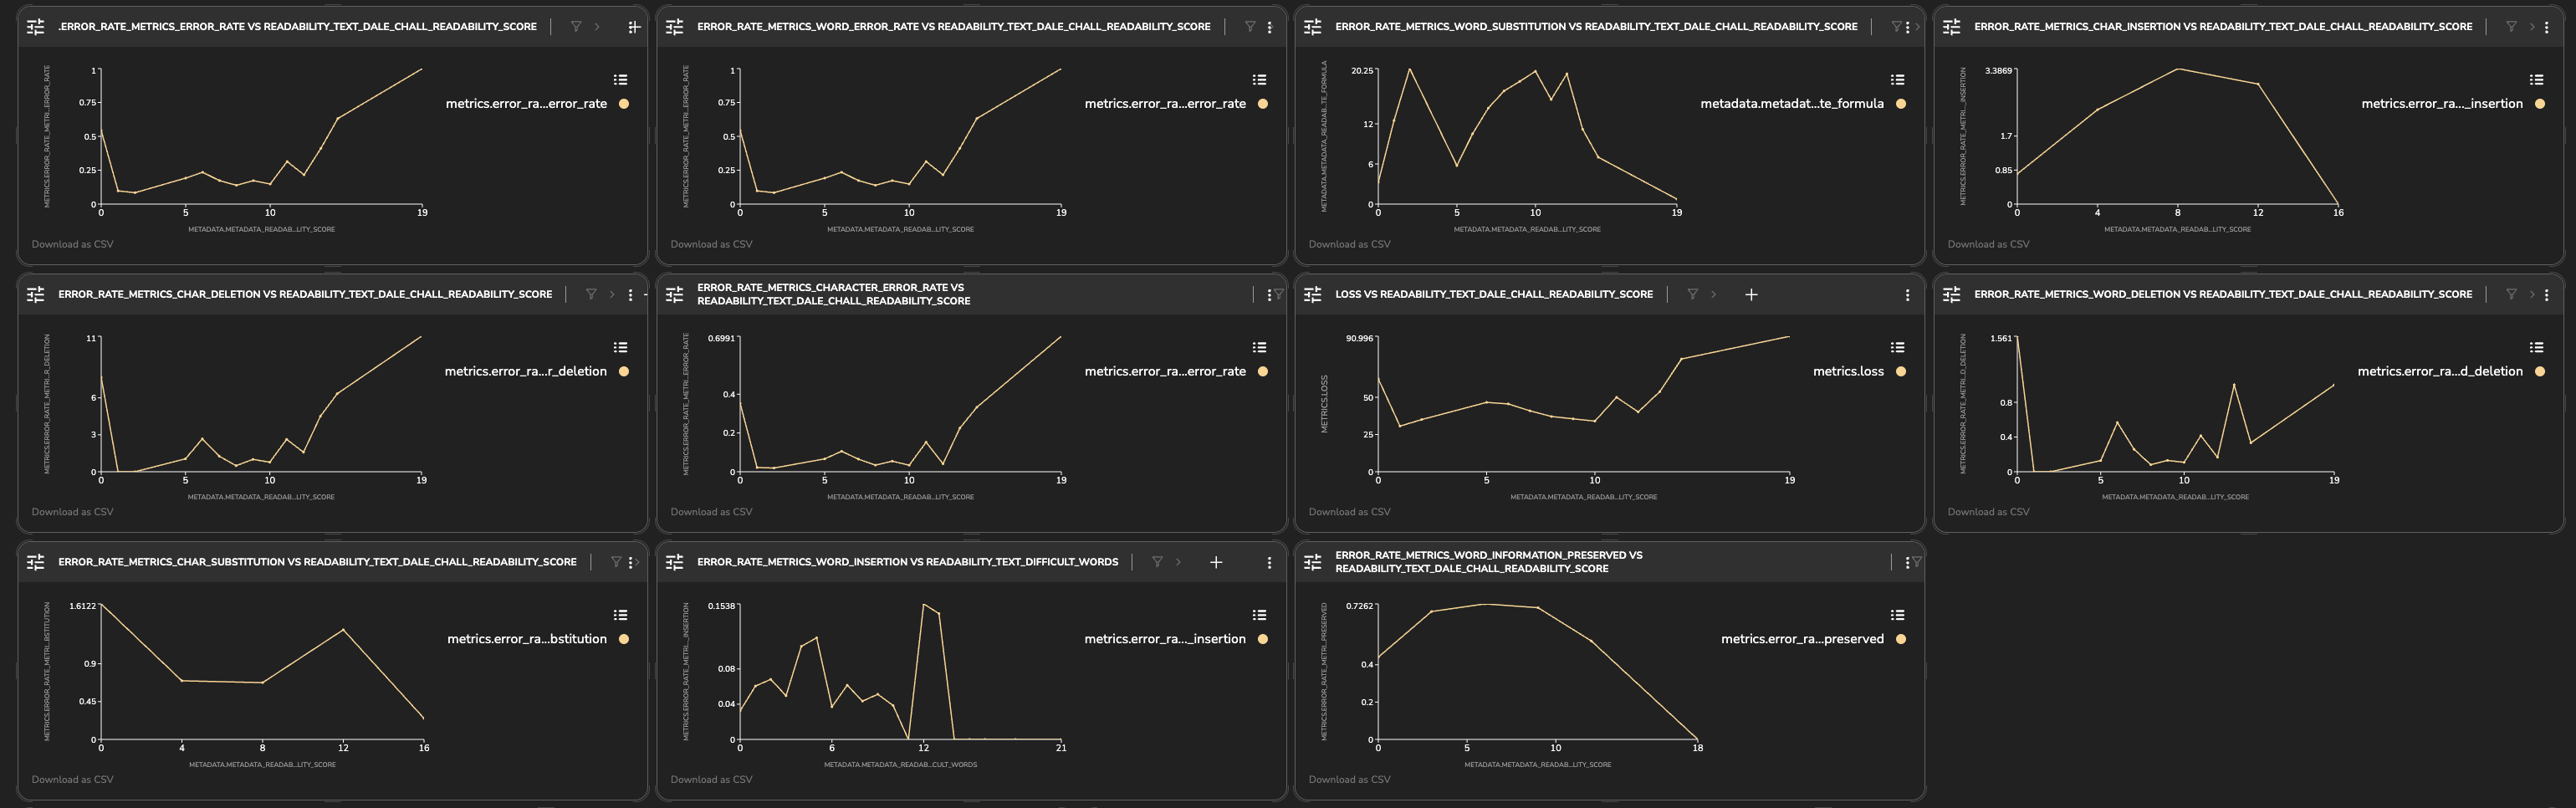 .ERROR_RATE_METRICS_ERROR_RATE VS READABILITY_TEXT_DALE_CHALL_READABILITY_SCORE
METRICS.ERROR_RATE_METRI...ERROR_RATE
1
0.75
0.5
0.25
0
0
5
10
19
metrics.error_ra...error_rate
METADATA.METADATA_READAB...LITY_SCORE
Download as CSV
ERROR_RATE_METRICS_WORD_ERROR_RATE VS READABILITY_TEXT_DALE_CHALL_READABILITY_SCORE
METRICS.ERROR_RATE_METRI...ERROR_RATE
1
0.75
0.5
0.25
0
0
5
10
19
metrics.error_ra...error_rate
METADATA.METADATA_READAB...LITY_SCORE
Download as CSV
ERROR_RATE_METRICS_WORD_SUBSTITUTION VS READABILITY_TEXT_DALE_CHALL_READABILITY_SCORE
METADATA.METADATA_READAB...TE_FORMULA
20.25
12
6
0
0
5
10
19
metadata.metadat...te_formula
METADATA.METADATA_READAB...LITY_SCORE
Download as CSV
ERROR_RATE_METRICS_CHAR_INSERTION VS READABILITY_TEXT_DALE_CHALL_READABILITY_SCORE
METRICS.ERROR_RATE_METRI..._INSERTION
3.3869
1.7
0.85
0
0
4
8
12
16
metrics.error_ra..._insertion
METADATA.METADATA_READAB...LITY_SCORE
Download as CSV
ERROR_RATE_METRICS_CHAR_DELETION VS READABILITY_TEXT_DALE_CHALL_READABILITY_SCORE
METRICS.ERROR_RATE_METRI...R_DELETION
11
6
3
0
0
5
10
19
metrics.error_ra...r_deletion
METADATA.METADATA_READAB...LITY_SCORE
Download as CSV
ERROR_RATE_METRICS_CHARACTER_ERROR_RATE VS
READABILITY_TEXT_DALE_CHALL_READABILITY_SCORE
METRICS.ERROR_RATE_METRI...ERROR_RATE
0.6991
0.4
0.2
0
0
5
10
19
metrics.error_ra...error_rate
METADATA.METADATA_READAB...LITY_SCORE
Download as CSV
LOSS VS READABILITY_TEXT_DALE_CHALL_READABILITY_SCORE
METRICS.LOSS
90.996
50
25
0
0
5
10
19
metrics.loss
METADATA.METADATA_READAB...LITY_SCORE
Download as CSV
ERROR_RATE_METRICS_WORD_DELETION VS READABILITY_TEXT_DALE_CHALL_READABILITY_SCORE
METRICS.ERROR_RATE_METRI...D_DELETION
1.561
0.8
0.4
0
0
5
10
19
metrics.error_ra...d_deletion
METADATA.METADATA_READAB...LITY_SCORE
Download as CSV
ERROR_RATE_METRICS_CHAR_SUBSTITUTION VS READABILITY_TEXT_DALE_CHALL_READABILITY_SCORE
METRICS.ERROR_RATE_METRI...BSTITUTION
1.6122
0.9
0.45
0
0
4
8
12
16
metrics.error_ra...bstitution
METADATA.METADATA_READAB...LITY_SCORE
Download as CSV
ERROR_RATE_METRICS_WORD_INSERTION VS READABILITY_TEXT_DIFFICULT_WORDS
METRICS.ERROR_RATE_METRI..._INSERTION
0.1538
0.08
0.04
0
0
6
12
21
metrics.error_ra..._insertion
METADATA.METADATA_READAB...CULT_WORDS
Download as CSV
ERROR_RATE_METRICS_WORD_INFORMATION_PRESERVED VS
READABILITY_TEXT_DALE_CHALL_READABILITY_SCORE
METRICS.ERROR_RATE_METRI...PRESERVED
0.7262
0.4
0.2
0
0
5
10
18
metrics.error_ra...preserved
METADATA.METADATA_READAB...LITY_SCORE
Download as CSV